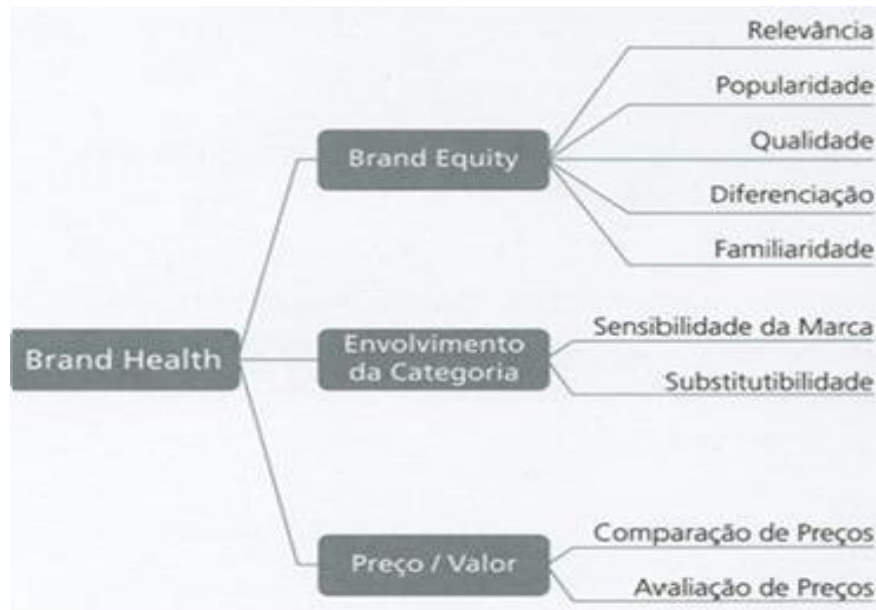 Relevância
Popularidade
Brand Equity
Qualidade
Diferenciação
Familiaridade
Brand Health
Envolvimento
da Categoria
Sensibilidade da Marca
Substitutibilidade
Preço / Valor
Comparação de Preços
Avaliação de Preços